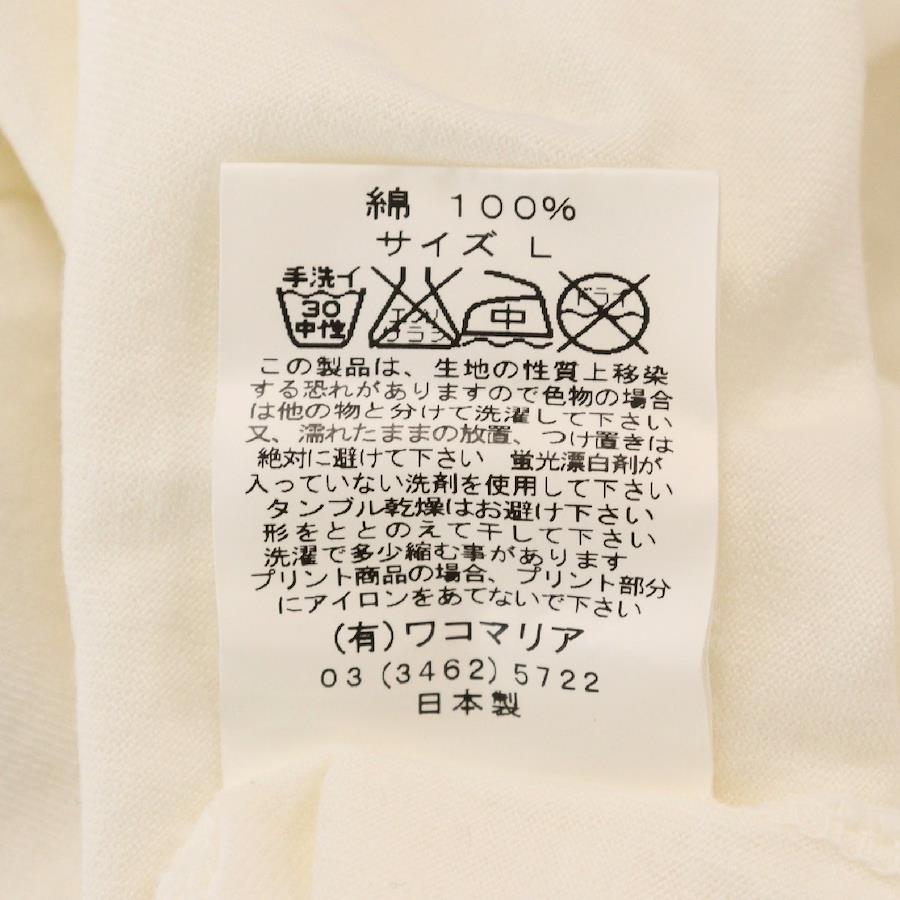 綿 100%
サイズ L
手洗イ
30
中性
エンソ
サラシ
中
ドライ
この製品は、生地の性質上移染
する恐れがありますので色物の場合
は他の物と分けて洗濯して下さい
又、濡れたままの放置、つけ置きは
絶対に避けて下さい 蛍光漂白剤が
入っていない洗剤を使用して下さい
タンブル乾燥はお避け下さい
形をととのえて干して下さい
洗濯で多少縮む事があります
プリント商品の場合、プリント部分
にアイロンをあてないで下さい
(有)ワコマリア
03 (3462) 5722
日本製